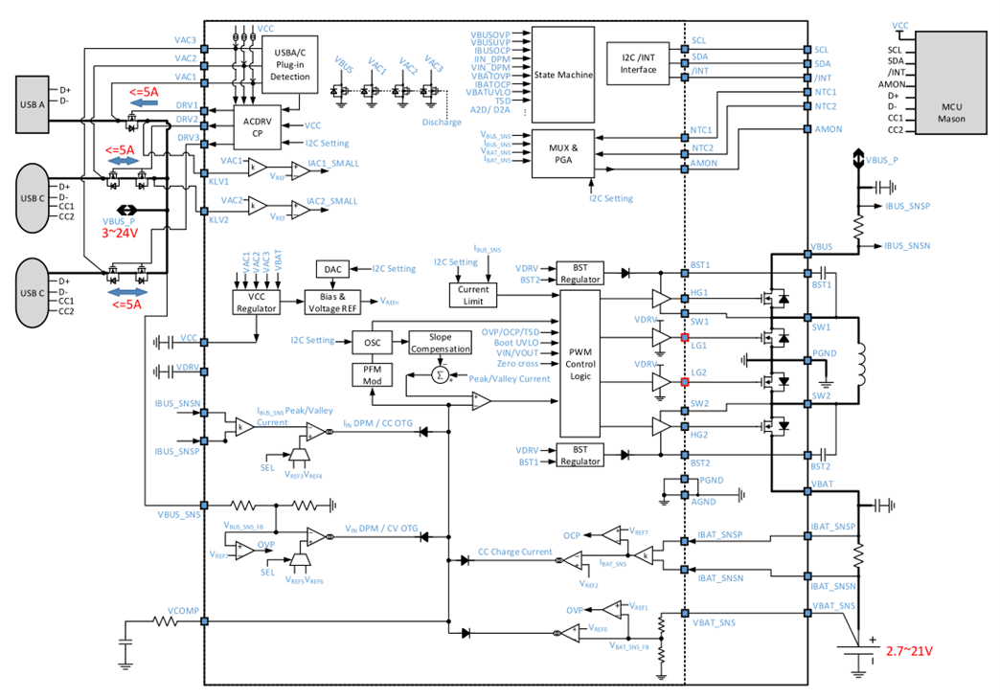 VAC3
VAC2
VAC1
VCC
USBA/C
Plug-in
Detection
USB A
D+
D-
<=5A
DRV1
DRV2
DRV3
ACDRV
CP
VCC
I2C Setting
VBUS
VAC1
VAC2
VAC3
Discharge
VBUSOVP
VBUSUVP
IBUSOCP
IIN_DPM
VIN_DPM
VBATOVP
IBATOCP
VBATUVLO
TSD
A2D/ D2A
State Machine
I2C /INT
Interface
SCL
SDA
/INT
SCL
SDA
/INT
NTC1
NTC2
AMON
VCC
SCL
SDA
/INT
AMON
D+
D-
CC1
CC2
MCU
Mason
VBUS_SNS
IBUS_SNS
VBAT_SNS
IBAT_SNS
MUX &
PGA
NTC1
NTC2
AMON
I2C Setting
<=5A
USB C
D+
D-
CC1
CC2
KLV1
VAC1
k
VREF
IAC1_SMALL
KLV2
VAC2
k
VREF
IAC2_SMALL
VBUS_P
3~24V
VBUS_P
IBUS_SNSP
IBUS_SNSN
VBUS
USB C
D+
D-
CC1
CC2
<=5A
VAC1
VAC2
VAC3
VBAT
VCC
Regulator
DAC
I2C Setting
Bias &
Voltage REF
VREFn
IBUS_SNS
I2C Setting
Current
Limit
VDRV
BST2
BST
Regulator
BST1
HG1
SW1
LG1
VDRV
BST1
SW1
PGND
VCC
VDRV
I2C Setting
OSC
Slope
Compensation
PFM
Mod
Σ
Peak/Valley Current
OVP/OCP/TSD
Boot UVLO
VIN/VOUT
Zero cross
PWM
Control
Logic
VDRV
LG2
SW2
HG2
BST2
SW2
BST2
VDRV
BST1
BST
Regulator
IBUS_SNSN
IBUS_SNSP
IBUS_SNS Peak/Valley
Current
k
SEL
VREF3
VREF4
IIN DPM / CC OTG
PGND
AGND
VBAT
VBUS_SNS
VBUS_SNS_FB
VREF7
OVP
SEL
VREF5
VREF6
VIN DPM / CV OTG
OCP
VREF7
CC Charge Current
IBAT_SNS
VREF2
k
IBAT_SNSP
IBAT_SNSN
IBAT_SNSP
IBAT_SNSN
VCOMP
OVP
VREF1
VREF0
VBAT_SNS_FB
VBAT_SNS
VBAT_SNS
+
2.7~21V